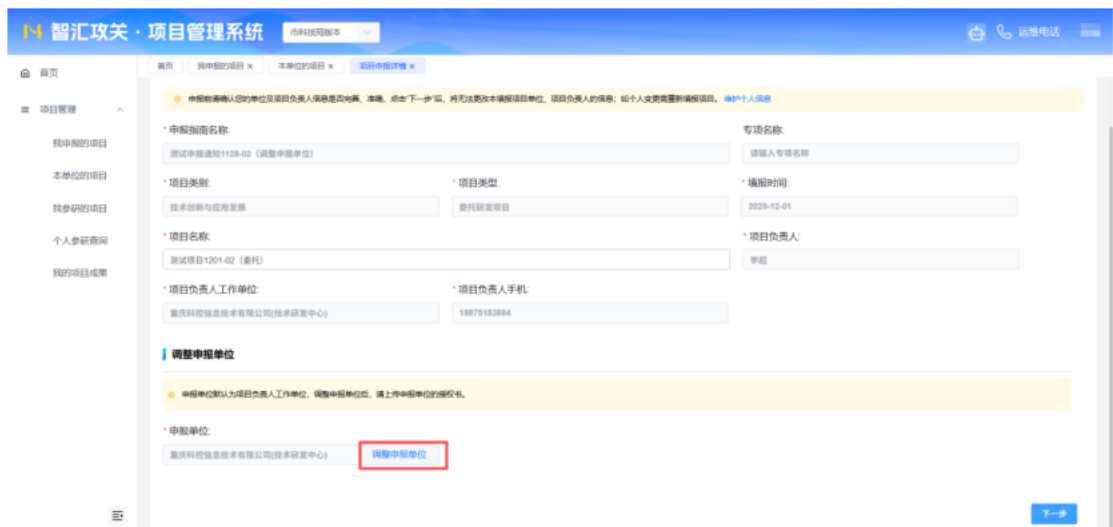 智汇攻关·项目管理系统 市科技局版本 运维电话
首页 首页 我申报的项目 × 本单位的项目 × 项目申报详情 ×
申报前请确认您的单位及项目负责人信息是否完善、准确，点击"下一步"后，将无法更改本填报项目单位、项目负责人的信息；如个人变更需重新填报项目。 维护个人信息
项目管理
* 申报指南名称: 专项名称:
我申报的项目
测试申报通知1128-02（调整申报单位） 请输入专项名称
本单位的项目
* 项目类别: * 项目类型: * 填报时间:
我参研的项目
技术创新与应用发展 委托研发项目 2025-12-01
个人参研查询
* 项目名称: * 项目负责人:
测试项目1201-02（委托） 李超
我的项目成果
* 项目负责人工作单位: * 项目负责人手机:
重庆科控信息技术有限公司(技术研发中心) 18879183884
调整申报单位
申报单位默认为项目负责人工作单位，调整申报单位后，请上传申报单位的授权书。
* 申报单位:
重庆科控信息技术有限公司(技术研发中心) 调整申报单位
下一步